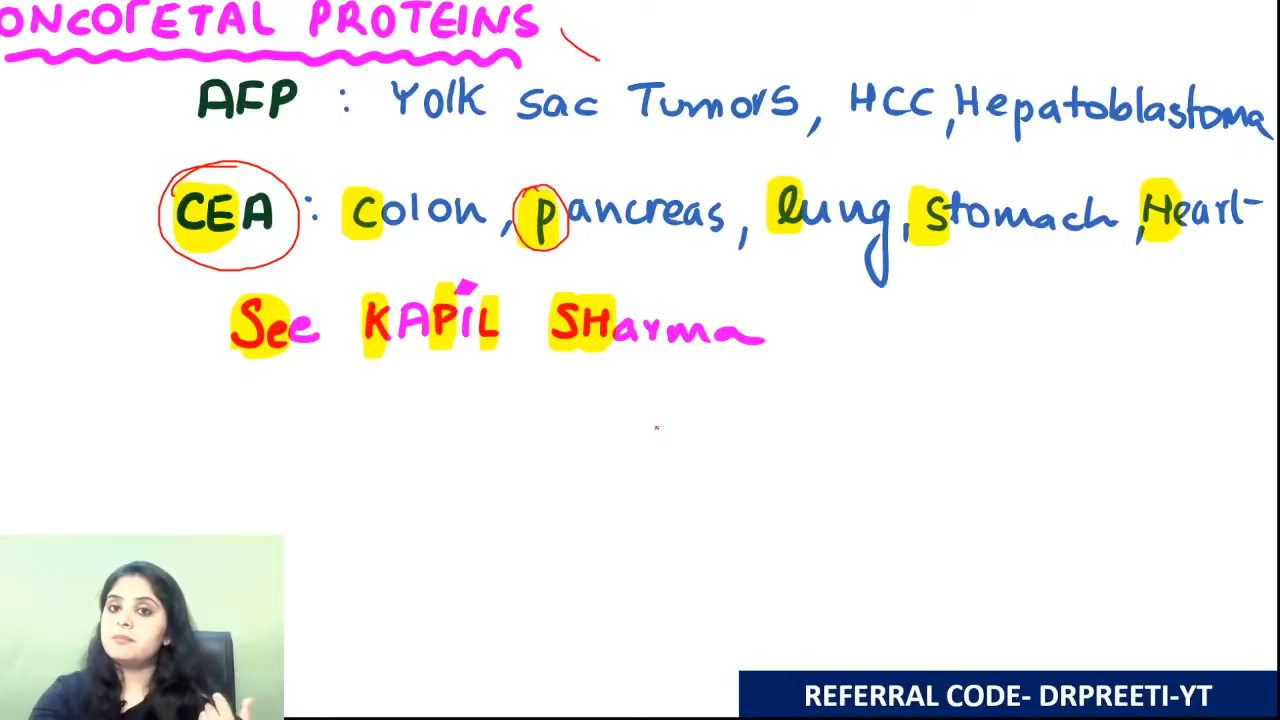 ONCOFETAL PROTEINS
AFP : Yolk sac Tumors, HCC, Hepatoblastoma
CEA : Colon, pancreas, lung, stomach, Heart
See KAPIL SHarma
REFERRAL CODE- DRPREETI-YT